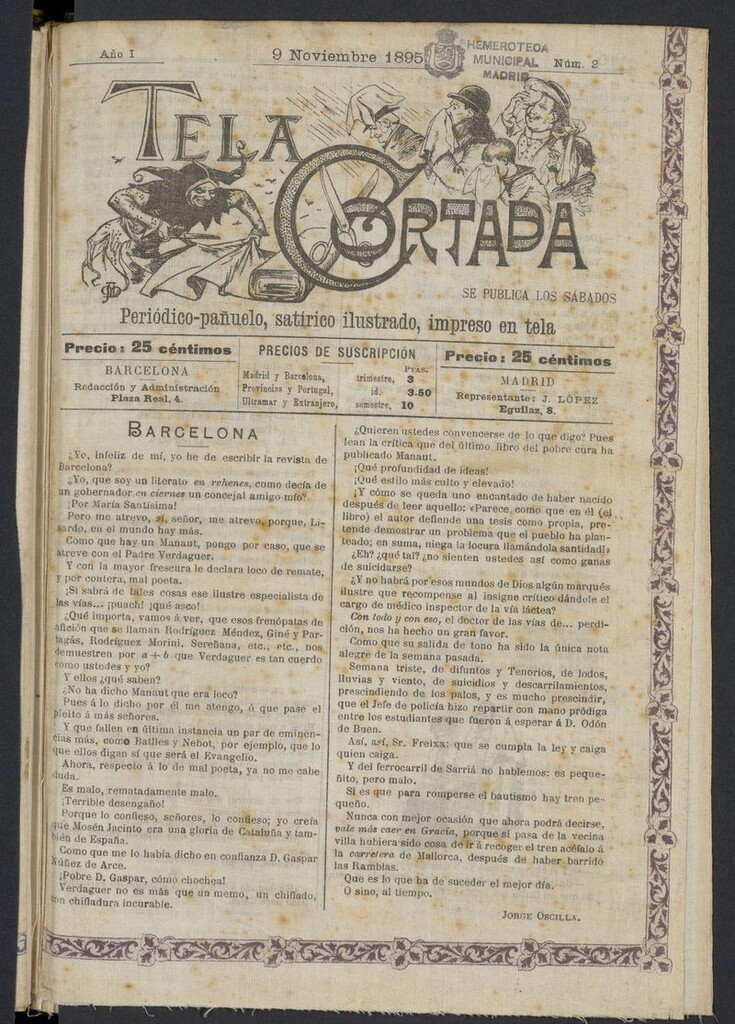 Año I
9 Noviembre 1895
HEMEROTECA
MUNICIPAL
MADRID
Núm. 2
TELA
CORTADA
SE PUBLICA LOS SÁBADOS
Periódico-pañuelo, satírico ilustrado, impreso en tela
Precio: 25 céntimos
BARCELONA
Redacción y Administración
Plaza Real, 4.
PRECIOS DE SUSCRIPCIÓN
PTAS.
Madrid y Barcelona, trimestre, 3
Provincias y Portugal, id. 3.50
Ultramar y Extranjero, semestre, 10
Precio: 25 céntimos
MADRID
Representante: J. LÓPEZ
Eguilaz, 8.
BARCELONA
¿Yo, infeliz de mí, yo he de escribir la revista de
Barcelona?
¿Yo, que soy un literato en rehenes, como decía de
un gobernador en ciernes un concejal amigo mío?
¡Por María Santísima!
Pero me atrevo, sí, señor, me atrevo, porque, Li-
sardo, en el mundo hay más.
Como que hay un Manaut, pongo por caso, que se
atreve con el Padre Verdaguer.
Y con la mayor frescura le declara loco de remate,
y por contera, mal poeta.
¡Si sabrá de tales cosas ese ilustre especialista de
las vías... ¡puach! ¡qué asco!
¿Qué importa, vamos á ver, que esos frenópatas de
afición que se llaman Rodríguez Méndez, Giné y Par-
tagás, Rodríguez Morini, Sereñana, etc., etc., nos
demuestren por a + b que Verdaguer es tan cuerdo
como ustedes y yo?
Y ellos ¿qué saben?
¿No ha dicho Manaut que era loco?
Pues á lo dicho por él me atengo, ó que pase el
pleito á más señores.
Y que fallen en última instancia un par de eminen-
cias más, como Batlles y Nebot, por ejemplo, que lo
que ellos digan sí que será el Evangelio.
Ahora, respecto á lo de mal poeta, ya no me cabe
duda.
Es malo, rematadamente malo.
¡Terrible desengaño!
Porque lo confieso, señores, lo confieso; yo creía
que Mosén Jacinto era una gloria de Cataluña y tam-
bién de España.
Como que me lo había dicho en confianza D. Gaspar
Núñez de Arce.
¡Pobre D. Gaspar, cómo chochea!
Verdaguer no es más que un memo, un chiflado,
con chifladura incurable.
¿Quieren ustedes convencerse de lo que digo? Pues
lean la crítica que del último libro del pobre cura ha
publicado Manaut.
¡Qué profundidad de ideas!
¡Qué estilo más culto y elevado!
¡Y cómo se queda uno encantado de haber nacido
después de leer aquello: «Parece como que en él (el
libro) el autor defiende una tesis como propia, pre-
tende demostrar un problema que el pueblo ha plan-
teado; en suma, niega la locura llamándola santidad!»
¿Eh? ¿qué tal? ¿no sienten ustedes así como ganas
de suicidarse?
¿Y no habrá por esos mundos de Dios algún marqués
ilustre que recompense al insigne crítico dándole el
cargo de médico inspector de la vía láctea?
Con todo y con eso, el doctor de las vías de... perdi-
ción, nos ha hecho un gran favor.
Como que su salida de tono ha sido la única nota
alegre de la semana pasada.
Semana triste, de difuntos y Tenorios, de lodos,
lluvias y viento, de suicidios y descarrilamientos,
prescindiendo de los palos, y es mucho prescindir,
que el Jefe de policía hizo repartir con mano pródiga
entre los estudiantes que fueron á esperar á D. Odón
de Buen.
Así, así, Sr. Freixa: que se cumpla la ley y caiga
quien caiga.
Y del ferrocarril de Sarriá no hablemos: es peque-
ñito, pero malo.
Si es que para romperse el bautismo hay tren pe-
queño.
Nunca con mejor ocasión que ahora podrá decirse,
vale más caer en Gracia, porque si pasa de la vecina
villa hubiera sido cosa de ir á recoger el tren acéfalo á
la carretera de Mallorca, después de haber barrido
las Ramblas.
Que es lo que ha de suceder el mejor día.
O sino, al tiempo.
JORGE OSCILLA.